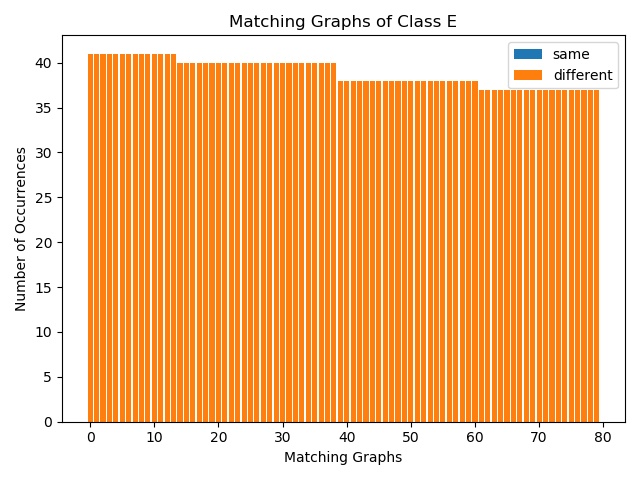 Matching Graphs of Class E
same
different
Number of Occurrences
40
35
30
25
20
15
10
5
0
0 10 20 30 40 50 60 70 80
Matching Graphs